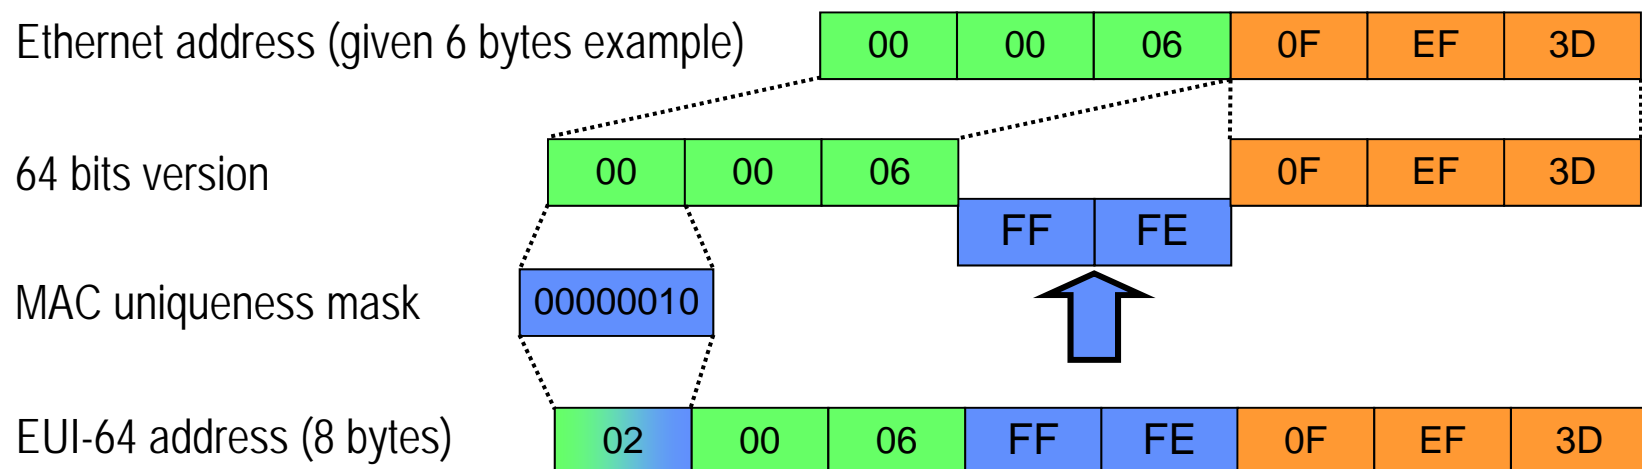 Ethernet address (given 6 bytes example) 00 00 06 0F EF 3D
64 bits version 00 00 06 0F EF 3D
FF FE
MAC uniqueness mask 00000010
EUI-64 address (8 bytes) 02 00 06 FF FE 0F EF 3D